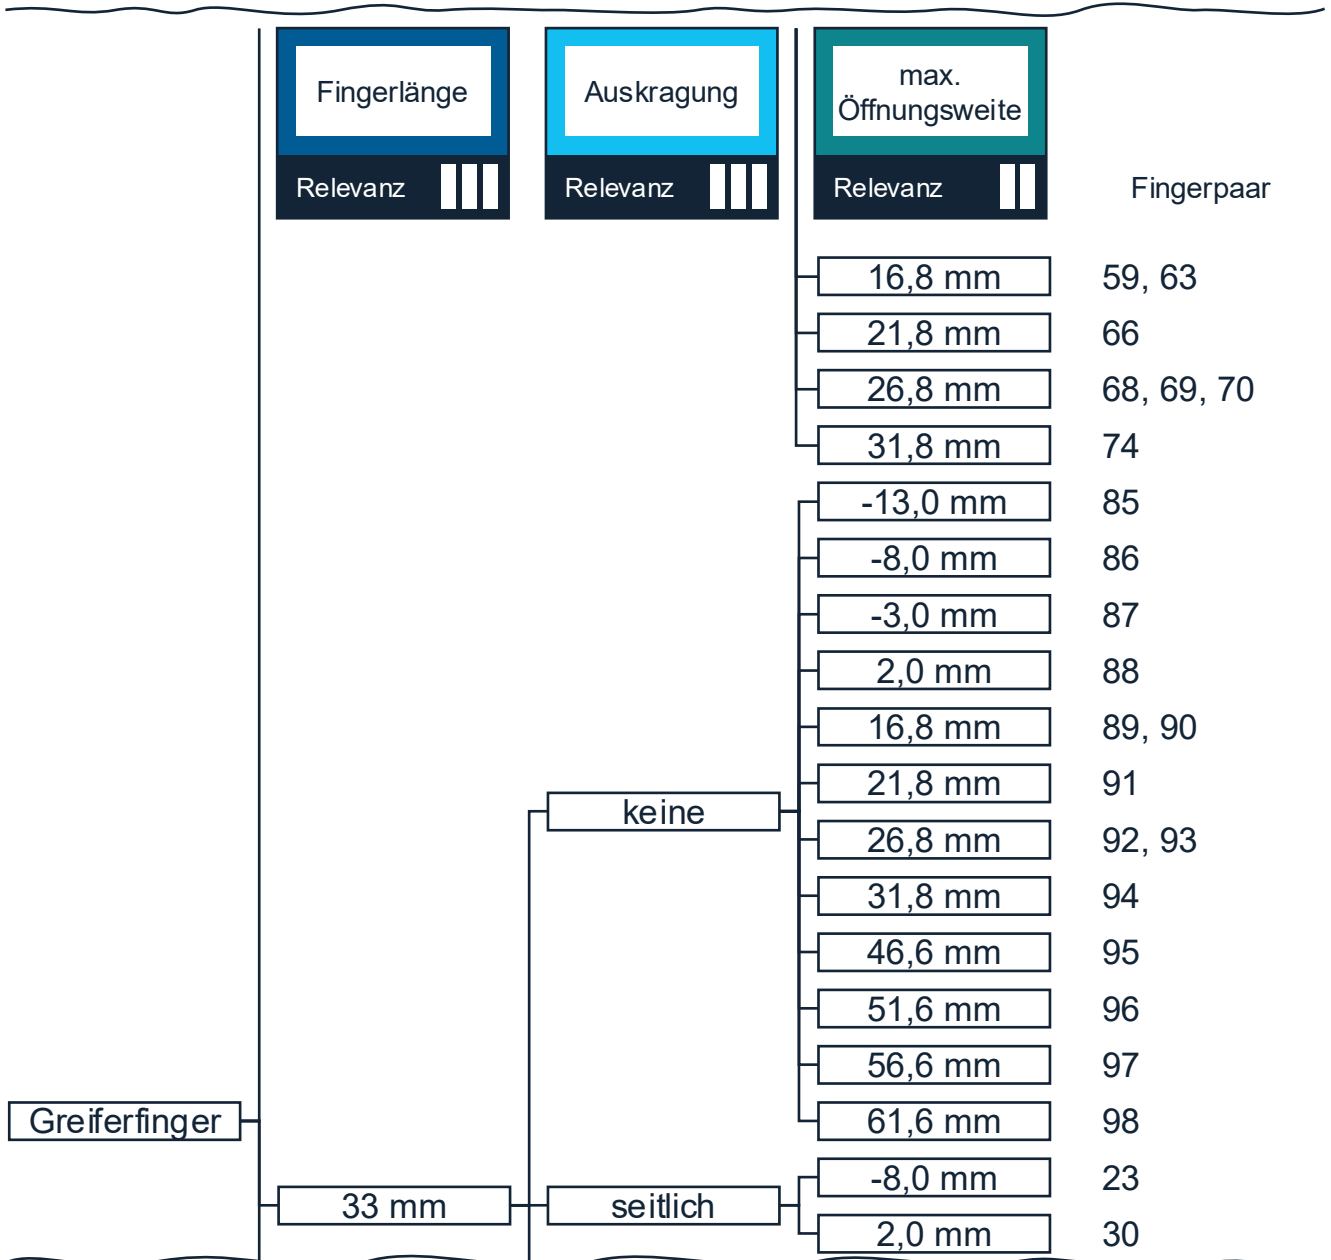 Fingerlänge
Auskragung
max.
Öffnungsweite
Relevanz
Relevanz
Relevanz
Fingerpaar
16,8 mm 59, 63
21,8 mm 66
26,8 mm 68, 69, 70
31,8 mm 74
-13,0 mm 85
-8,0 mm 86
-3,0 mm 87
2,0 mm 88
16,8 mm 89, 90
21,8 mm 91
keine
26,8 mm 92, 93
31,8 mm 94
46,6 mm 95
51,6 mm 96
56,6 mm 97
Greiferfinger
61,6 mm 98
-8,0 mm 23
33 mm
seitlich
2,0 mm 30